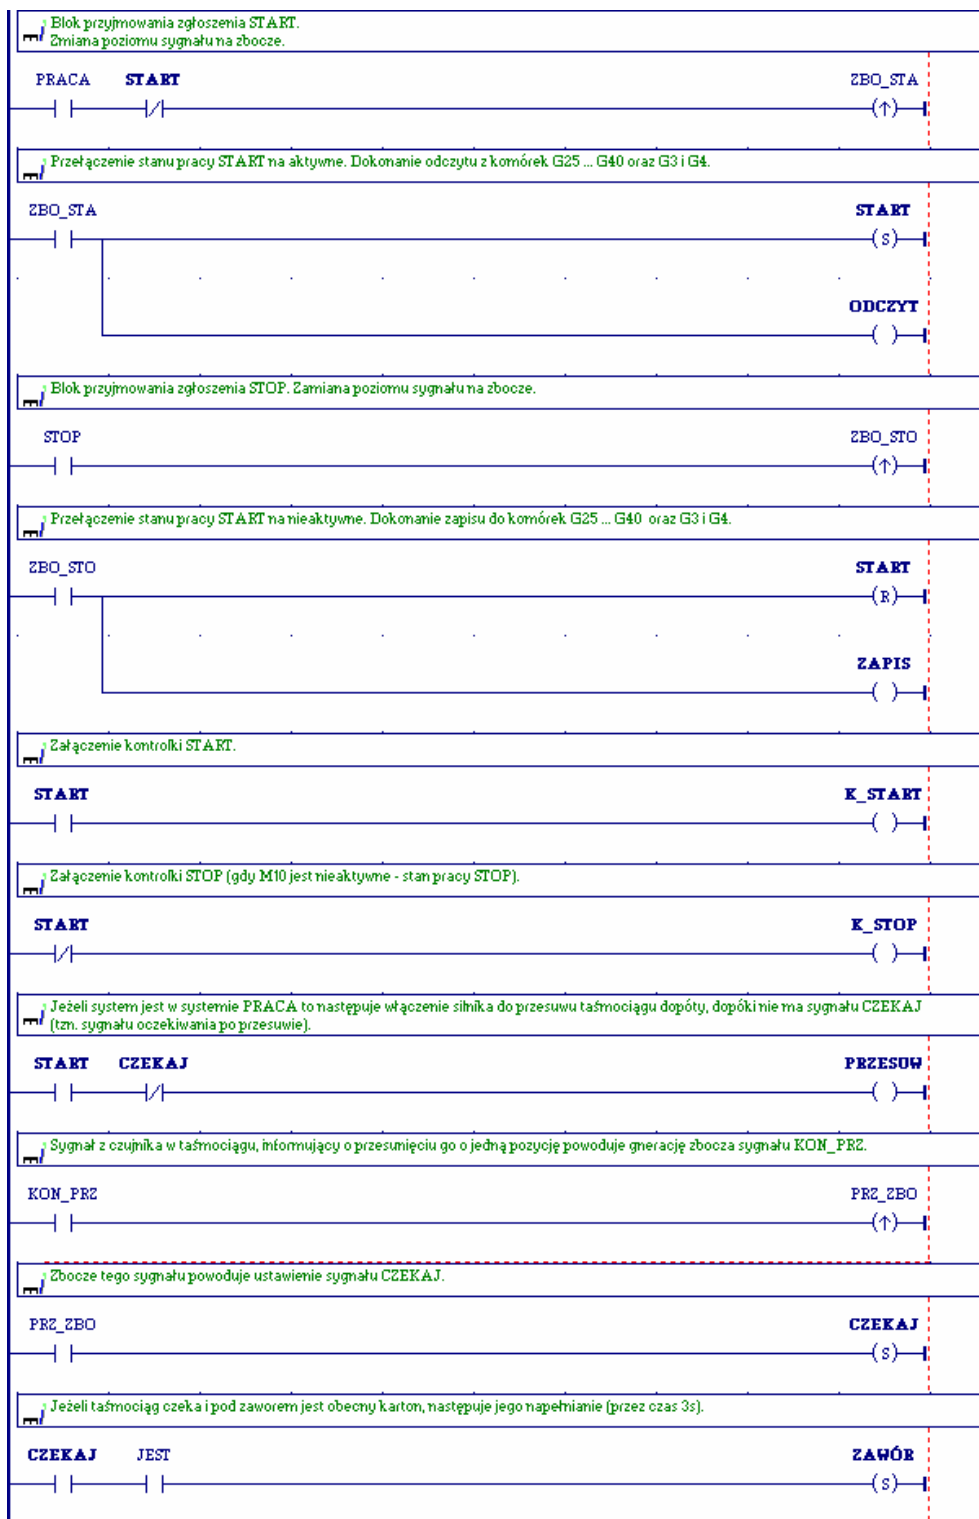 Blok przyjmowania zgłoszenia START.
Zmiana poziomu sygnału na zbocze.
PRACA START ZBO_STA
Przełączenie stanu pracy START na aktywne. Dokonanie odczytu z komórek G25 ... G40 oraz G3 i G4.
ZBO_STA START
(S)
ODCZYT
Blok przyjmowania zgłoszenia STOP. Zamiana poziomu sygnału na zbocze.
STOP ZBO_STO
Przełączenie stanu pracy START na nieaktywne. Dokonanie zapisu do komórek G25 ... G40 oraz G3 i G4.
ZBO_STO START
(R)
ZAPIS
Załączenie kontrolki START.
START K_START
Załączenie kontrolki STOP (gdy M10 jest nieaktywne - stan pracy STOP).
START K_STOP
Jeżeli system jest w systemie PRACA to następuje włączenie silnika do przesuwu taśmociągu dopóty, dopóki nie ma sygnału CZEKAJ
(tzn. sygnału oczekiwania po przesuwie).
START CZEKAJ PRZESUW
Sygnał z czujnika w taśmociągu, informujący o przesunięciu go o jedną pozycję powoduje gnerację zbocza sygnału KON_PRZ.
KON_PRZ PRZ_ZBO
Zbocze tego sygnału powoduje ustawienie sygnału CZEKAJ.
PRZ_ZBO CZEKAJ
(S)
Jeżeli taśmociąg czeka i pod zaworem jest obecny karton, następuje jego napełnianie (przez czas 3s).
CZEKAJ JEST ZAWÓR
(S)